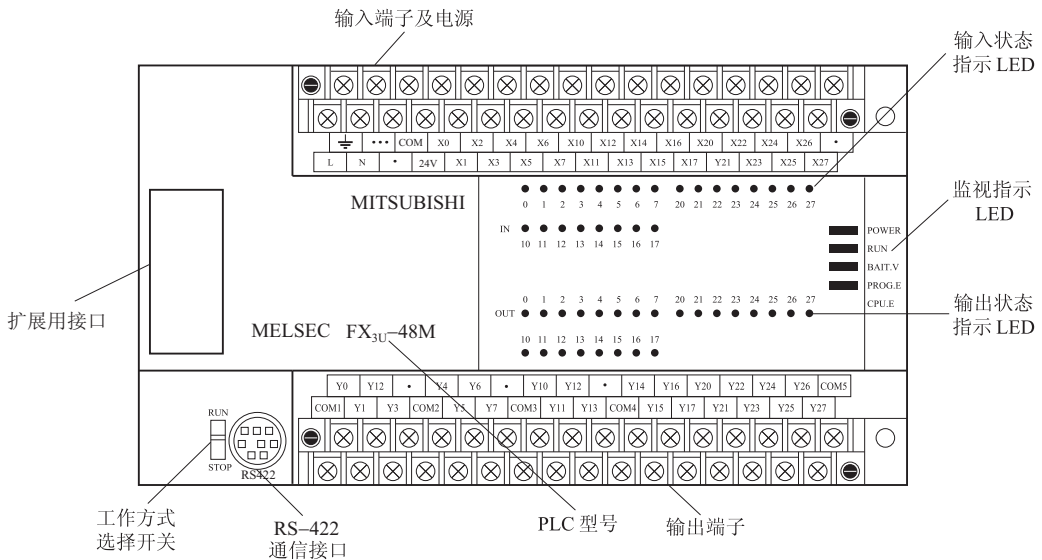 输入端子及电源
输入状态
指示 LED
COM X0 X2 X4 X6 X10 X12 X14 X16 X20 X22 X24 X26
L N 24V X1 X3 X5 X7 X11 X13 X15 X17 Y21 X23 X25 X27
MITSUBISHI
0 1 2 3 4 5 6 7 20 21 22 23 24 25 26 27
IN
10 11 12 13 14 15 16 17
监视指示
LED
POWER
RUN
BAIT.V
PROG.E
CPU.E
扩展用接口
0 1 2 3 4 5 6 7 20 21 22 23 24 25 26 27
OUT
输出状态
指示 LED
MELSEC FX3U–48M
10 11 12 13 14 15 16 17
Y0 Y12 Y4 Y6 Y10 Y12 Y14 Y16 Y20 Y22 Y24 Y26 COM5
COM1 Y1 Y3 COM2 Y5 Y7 COM3 Y11 Y13 COM4 Y15 Y17 Y21 Y23 Y25 Y27
RUN
STOP
RS422
工作方式
选择开关
RS–422
通信接口
PLC 型号
输出端子